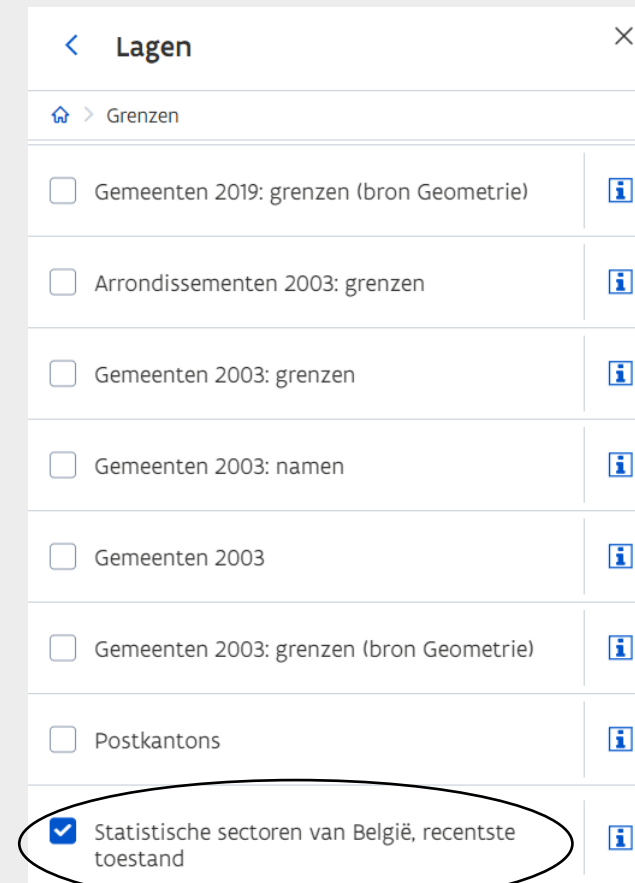 Lagen
Grenzen
Gemeenten 2019: grenzen (bron Geometrie)
Arrondissementen 2003: grenzen
Gemeenten 2003: grenzen
Gemeenten 2003: namen
Gemeenten 2003
Gemeenten 2003: grenzen (bron Geometrie)
Postkantons
Statistische sectoren van België, recentste
toestand